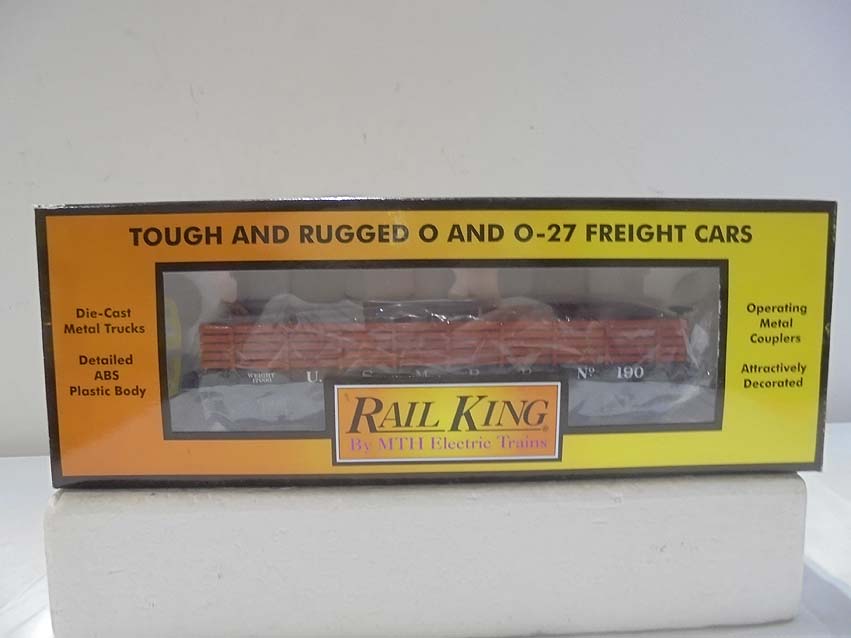 TOUGH AND RUGGED O AND O-27 FREIGHT CARS
Die-Cast
Metal Trucks
Detailed
ABS
Plastic Body
Operating
Metal
Couplers
Attractively
Decorated
WEIGHT
U. S. M. R. R. Nº 190
RAIL KING®
By MTH Electric Trains